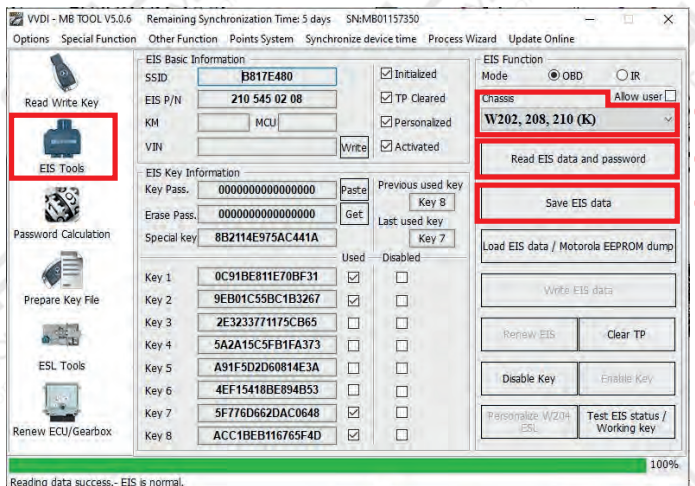 VVDI - MB TOOL V5.0.6 Remaining Synchronization Time: 5 days SN:MB01157350
Options Special Function Other Function Points System Synchronize device time Process Wizard Update Online
Read Write Key
EIS Tools
Password Calculation
Prepare Key File
ESL Tools
Renew ECU/Gearbox
EIS Basic Information
SSID B817E480 Initialzed
EIS P/N 210 545 02 08 TP Cleared
KM MCU Personalized
VIN Write Activated
EIS Key Information
Key Pass. 0000000000000000 Paste
Erase Pass. 0000000000000000 Get
Special key 8B2114E975AC441A
Previous used key
Key 8
Last used key
Key 7
Used Disabled
Key 1 0C91BE811E70BF31
Key 2 9EB01C55BC1B3267
Key 3 2E3233771175CB65
Key 4 5A2A15C5FB1FA373
Key 5 A91F5D2D60814E3A
Key 6 4EF15418BE894B53
Key 7 5F776D662DAC0648
Key 8 ACC1BEB116765F4D
EIS Function
Mode OBD IR
Chassis Allow user
W202, 208, 210 (K)
Read EIS data and password
Save EIS data
Load EIS data / Motorola EEPROM dump
Write EIS data
Renew EIS Clear TP
Disable Key Enable Key
Personalize W204 ESL
Test EIS status / Working key
100%
Reading data success.- EIS is normal.